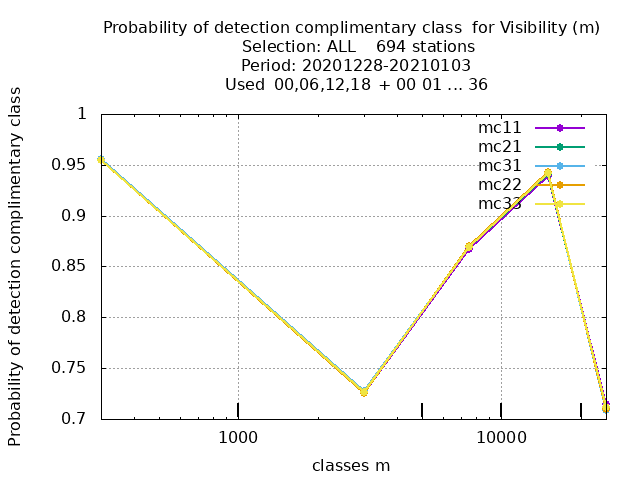 Probability of detection complimentary class  for Visibility (m)
Selection: ALL    694 stations
Period: 20201228-20210103
Used  00,06,12,18 + 00 01 ... 36
Probability of detection complimentary class
1
0.95
0.9
0.85
0.8
0.75
0.7
mc11
mc21
mc31
mc22
mc33
1000
10000
classes m